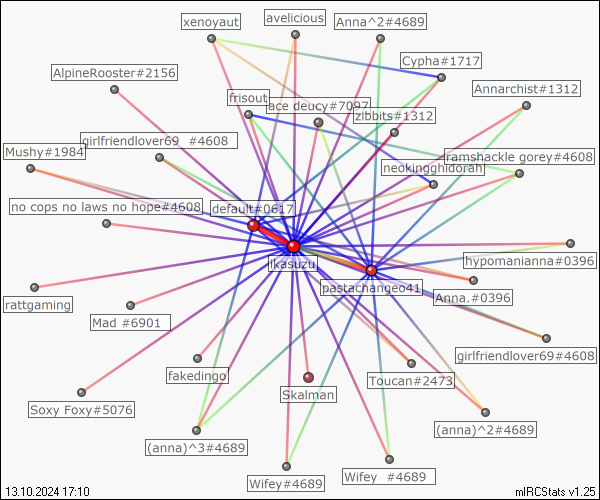 xenoyaut
avelicious
Anna^2#4689
Cypha#1717
AlpineRooster#2156
Annarchist#1312
frisout
ace deucy#7097
zibbits#1312
girlfriendlover69_#4608
Mushy#1984
ramshackle gorey#4608
neokingghidorah
no cops no laws no hope#4608
default#0617
ikasuzu
hypomanianna#0396
pastachangeo41
Anna.#0396
rattgaming
Mad #6901
girlfriendlover69#4608
fakedingo
Toucan#2473
Skalman
Soxy Foxy#5076
(anna)^2#4689
(anna)^3#4689
Wifey#4689
Wifey #4689
13.10.2024 17:10
mIRCStats v1.25